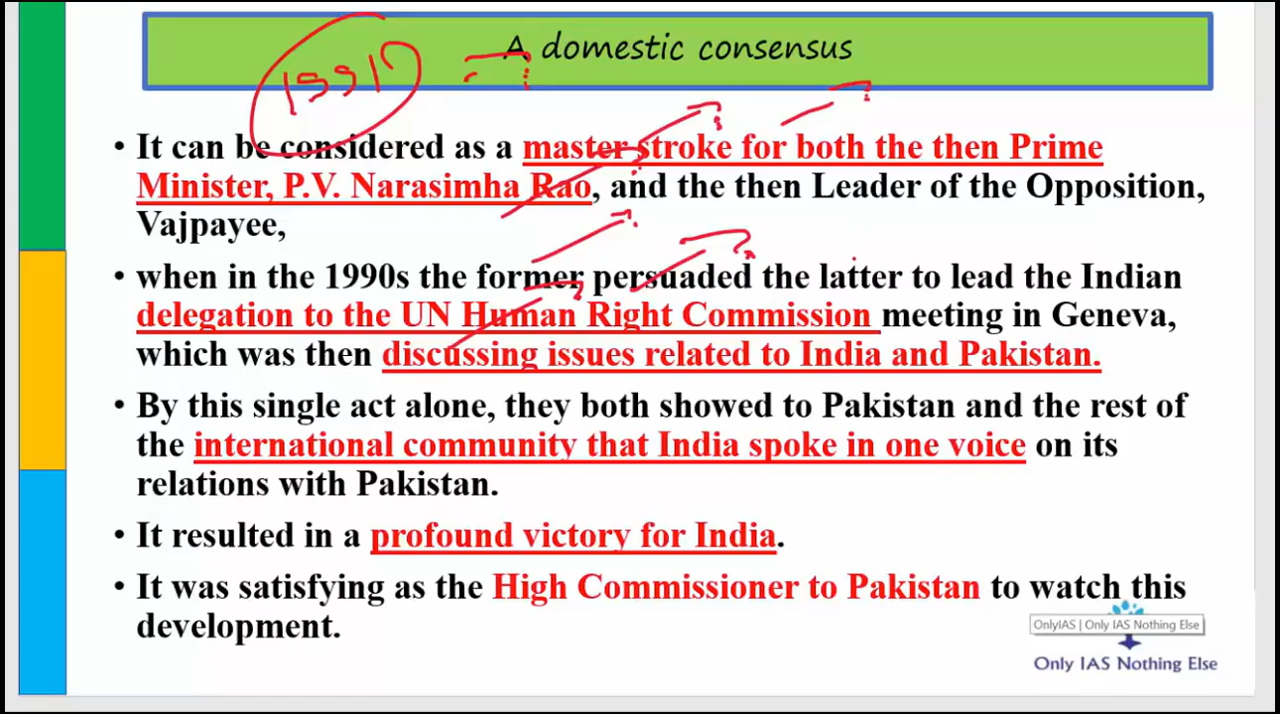 A domestic consensus
• It can be considered as a master stroke for both the then Prime
Minister, P.V. Narasimha Rao, and the then Leader of the Opposition,
Vajpayee,
• when in the 1990s the former persuaded the latter to lead the Indian
delegation to the UN Human Right Commission meeting in Geneva,
which was then discussing issues related to India and Pakistan.
• By this single act alone, they both showed to Pakistan and the rest of
the international community that India spoke in one voice on its
relations with Pakistan.
• It resulted in a profound victory for India.
• It was satisfying as the High Commissioner to Pakistan to watch this
development.
OnlyIAS | Only IAS Nothing Else
Only IAS Nothing Else